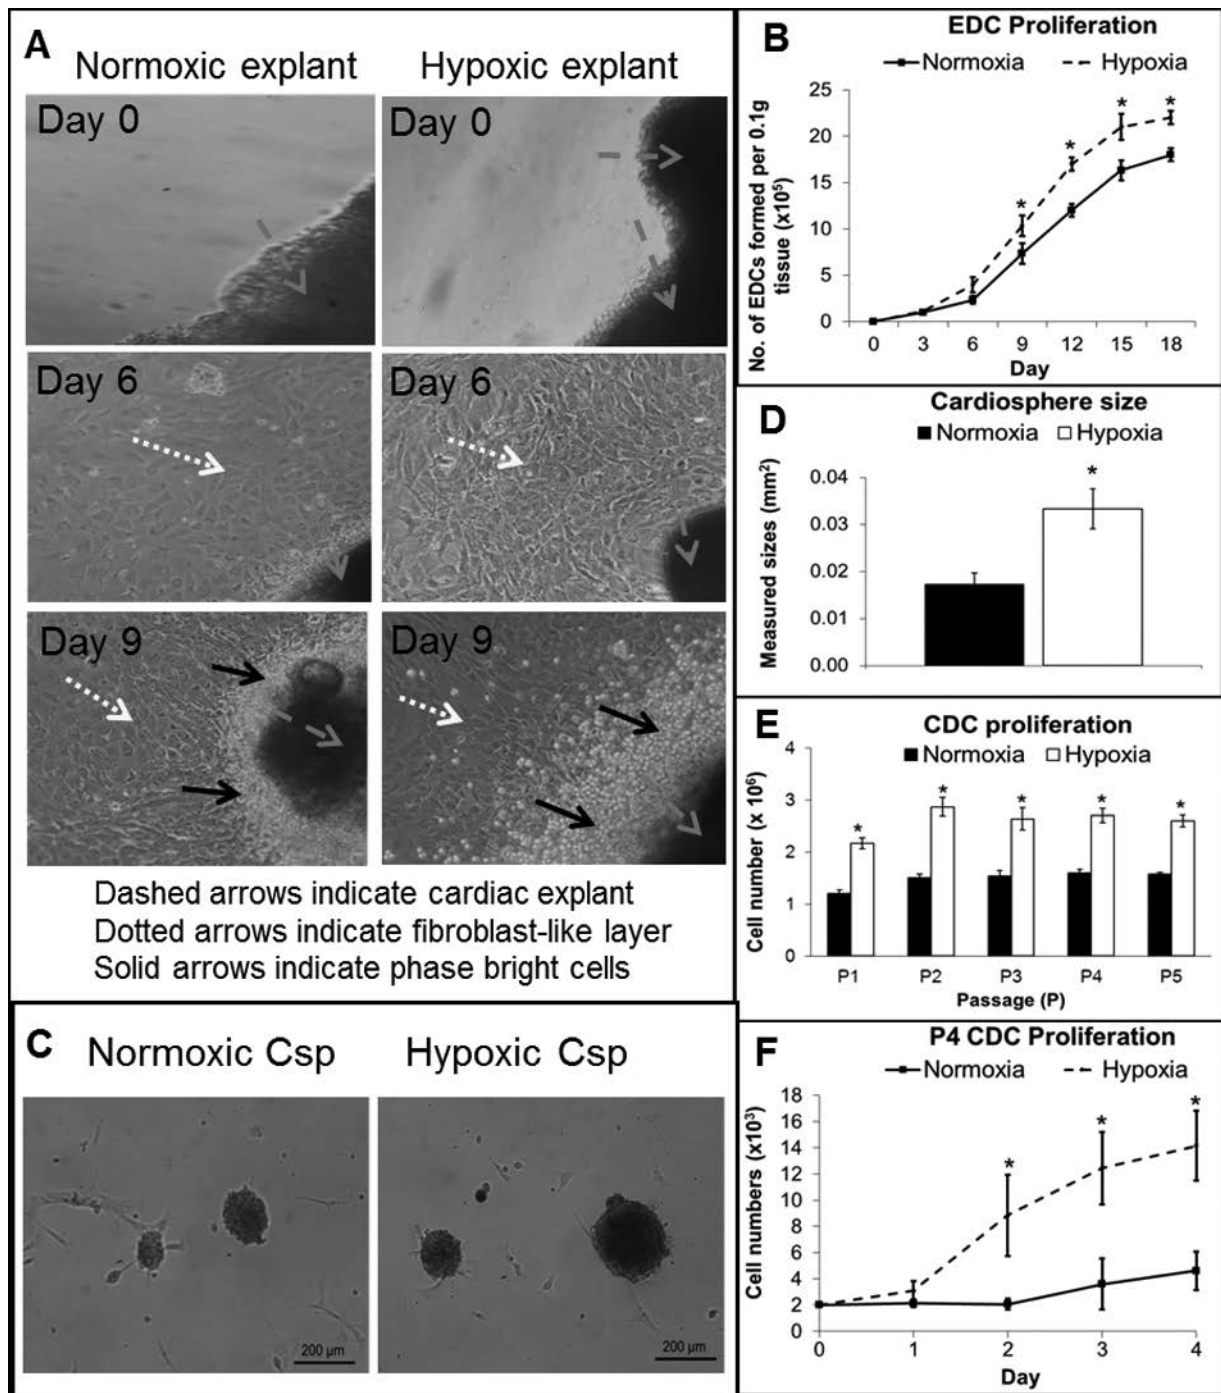 A
Normoxic explant
Hypoxic explant
Day 0
Day 0
Day 6
Day 6
Day 9
Day 9
Dashed arrows indicate cardiac explant
Dotted arrows indicate fibroblast-like layer
Solid arrows indicate phase bright cells
B
EDC Proliferation
Normoxia
Hypoxia
No. of EDCs formed per 0.1g
tissue (x10⁵)
25
20
15
10
5
0
0 3 6 9 12 15 18
* * * *
Day
C
Normoxic Csp
Hypoxic Csp
200 µm
200 µm
D
Cardiosphere size
Normoxia
Hypoxia
Measured sizes (mm²)
0.04
0.03
0.02
0.01
0.00
*
E
CDC proliferation
Normoxia
Hypoxia
Cell number (x 10⁶)
4
3
2
1
0
* * * * *
P1 P2 P3 P4 P5
Passage (P)
F
P4 CDC Proliferation
Normoxia
Hypoxia
Cell numbers (x10³)
18
16
14
12
10
8
6
4
2
0
* * *
0 1 2 3 4
Day